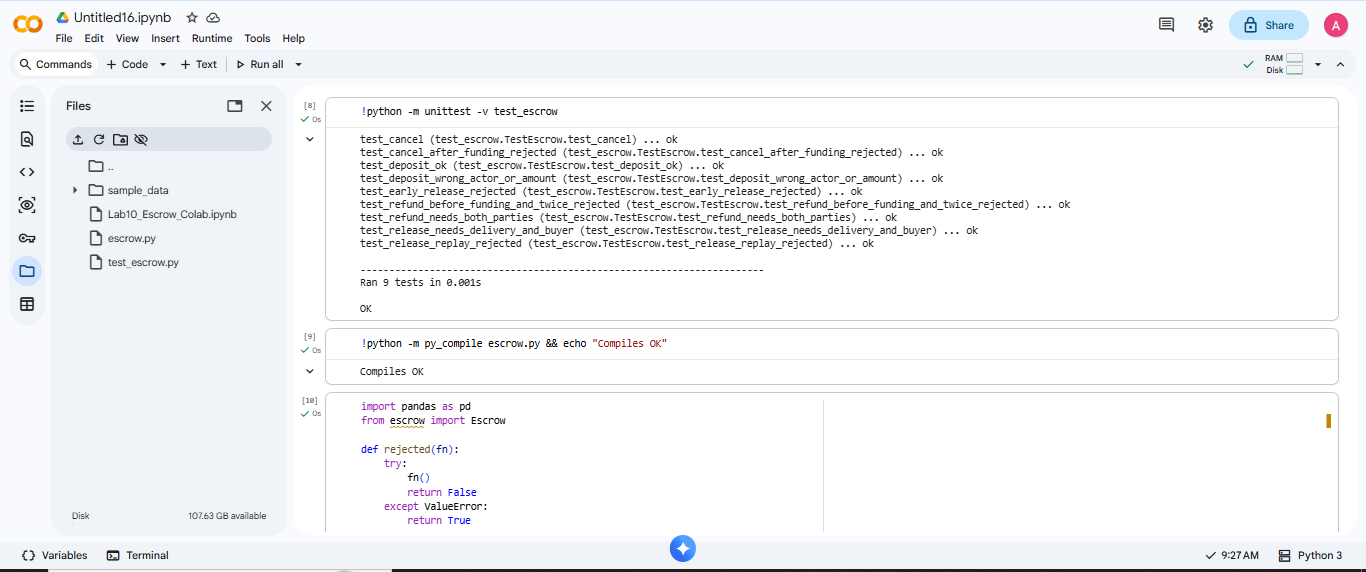 Untitled16.ipynb
File Edit View Insert Runtime Tools Help
Share
A
Commands + Code + Text Run all
RAM
Disk
Files
..
sample_data
Lab10_Escrow_Colab.ipynb
escrow.py
test_escrow.py
Disk 107.63 GB available
[8]
0s
!python -m unittest -v test_escrow
test_cancel (test_escrow.TestEscrow.test_cancel) ... ok
test_cancel_after_funding_rejected (test_escrow.TestEscrow.test_cancel_after_funding_rejected) ... ok
test_deposit_ok (test_escrow.TestEscrow.test_deposit_ok) ... ok
test_deposit_wrong_actor_or_amount (test_escrow.TestEscrow.test_deposit_wrong_actor_or_amount) ... ok
test_early_release_rejected (test_escrow.TestEscrow.test_early_release_rejected) ... ok
test_refund_before_funding_and_twice_rejected (test_escrow.TestEscrow.test_refund_before_funding_and_twice_rejected) ... ok
test_refund_needs_both_parties (test_escrow.TestEscrow.test_refund_needs_both_parties) ... ok
test_release_needs_delivery_and_buyer (test_escrow.TestEscrow.test_release_needs_delivery_and_buyer) ... ok
test_release_replay_rejected (test_escrow.TestEscrow.test_release_replay_rejected) ... ok
----------------------------------------------------------------------
Ran 9 tests in 0.001s
OK
[9]
0s
!python -m py_compile escrow.py && echo "Compiles OK"
Compiles OK
[10]
0s
import pandas as pd
from escrow import Escrow
def rejected(fn):
    try:
        fn()
        return False
    except ValueError:
        return True
Variables Terminal
9:27 AM Python 3